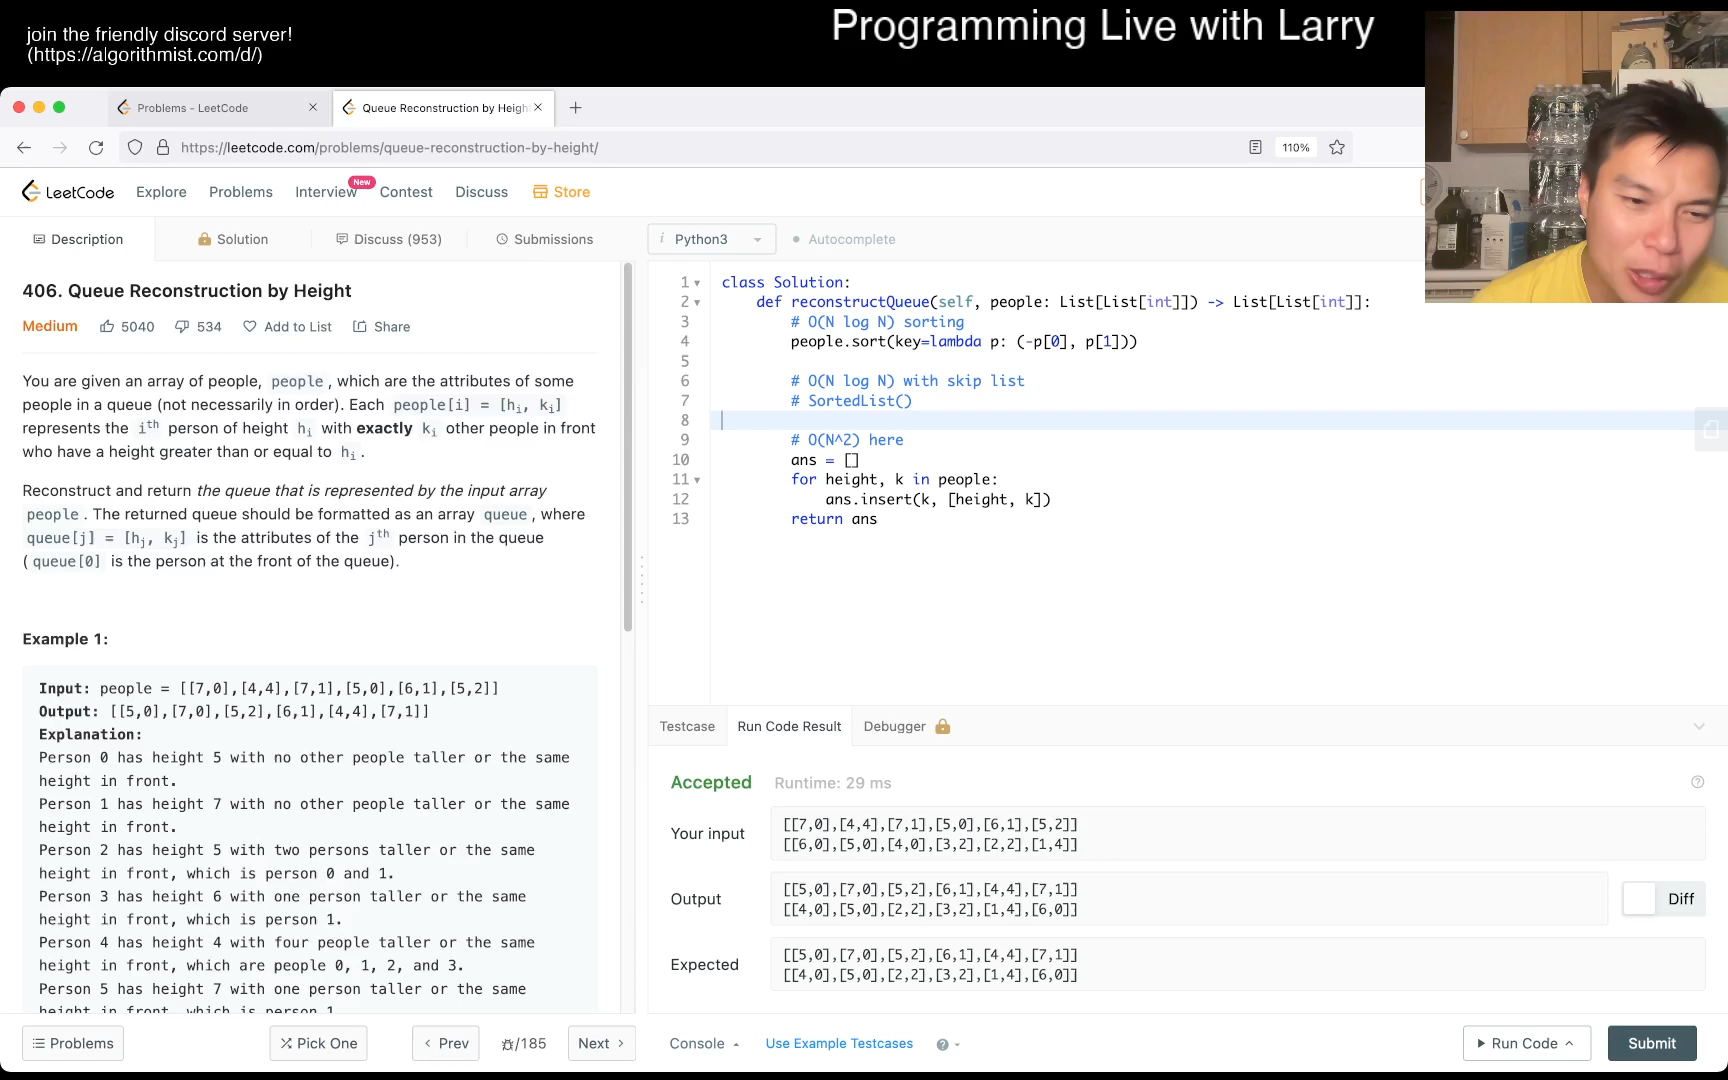 join the friendly discord server!
(https://algorithmist.com/d/)
Programming Live with Larry
Problems - LeetCode
Queue Reconstruction by Heigh
https://leetcode.com/problems/queue-reconstruction-by-height/
110%
LeetCode
Explore
Problems
Interview
New
Contest
Discuss
Store
Description
Solution
Discuss (953)
Submissions
i Python3
Autocomplete
406. Queue Reconstruction by Height
Medium
5040
534
Add to List
Share
You are given an array of people, people, which are the attributes of some
people in a queue (not necessarily in order). Each people[i] = [hi, ki]
represents the ith person of height hi with exactly ki other people in front
who have a height greater than or equal to hi.
Reconstruct and return the queue that is represented by the input array
people. The returned queue should be formatted as an array queue, where
queue[j] = [hj, kj] is the attributes of the jth person in the queue
(queue[0] is the person at the front of the queue).
Example 1:
Input: people = [[7,0],[4,4],[7,1],[5,0],[6,1],[5,2]]
Output: [[5,0],[7,0],[5,2],[6,1],[4,4],[7,1]]
Explanation:
Person 0 has height 5 with no other people taller or the same
height in front.
Person 1 has height 7 with no other people taller or the same
height in front.
Person 2 has height 5 with two persons taller or the same
height in front, which is person 0 and 1.
Person 3 has height 6 with one person taller or the same
height in front, which is person 1.
Person 4 has height 4 with four people taller or the same
height in front, which are people 0, 1, 2, and 3.
Person 5 has height 7 with one person taller or the same
height in front, which is person 1.
1 class Solution:
2 def reconstructQueue(self, people: List[List[int]]) -> List[List[int]]:
3 # O(N log N) sorting
4 people.sort(key=lambda p: (-p[0], p[1]))
5
6 # O(N log N) with skip list
7 # SortedList()
8
9 # O(N^2) here
10 ans = []
11 for height, k in people:
12 ans.insert(k, [height, k])
13 return ans
Testcase
Run Code Result
Debugger
Accepted
Runtime: 29 ms
Your input
[[7,0],[4,4],[7,1],[5,0],[6,1],[5,2]]
[[6,0],[5,0],[4,0],[3,2],[2,2],[1,4]]
Output
[[5,0],[7,0],[5,2],[6,1],[4,4],[7,1]]
[[4,0],[5,0],[2,2],[3,2],[1,4],[6,0]]
Diff
Expected
[[5,0],[7,0],[5,2],[6,1],[4,4],[7,1]]
[[4,0],[5,0],[2,2],[3,2],[1,4],[6,0]]
Problems
Pick One
Prev
/185
Next
Console
Use Example Testcases
Run Code
Submit